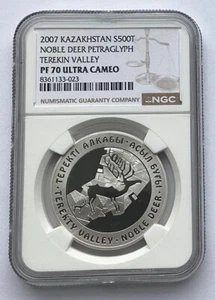 2007 KAZAKHSTAN S500T
NOBLE DEER PETRAGLYPH
TEREKIN VALLEY
PF 70 ULTRA CAMEO
8361133-023
NGC
NUMISMATIC GUARANTY COMPANY
ТЕРЕКТІ АЛҚАБЫ • АСЫЛ БҰҒЫ
TEREKTY VALLEY • NOBLE DEER